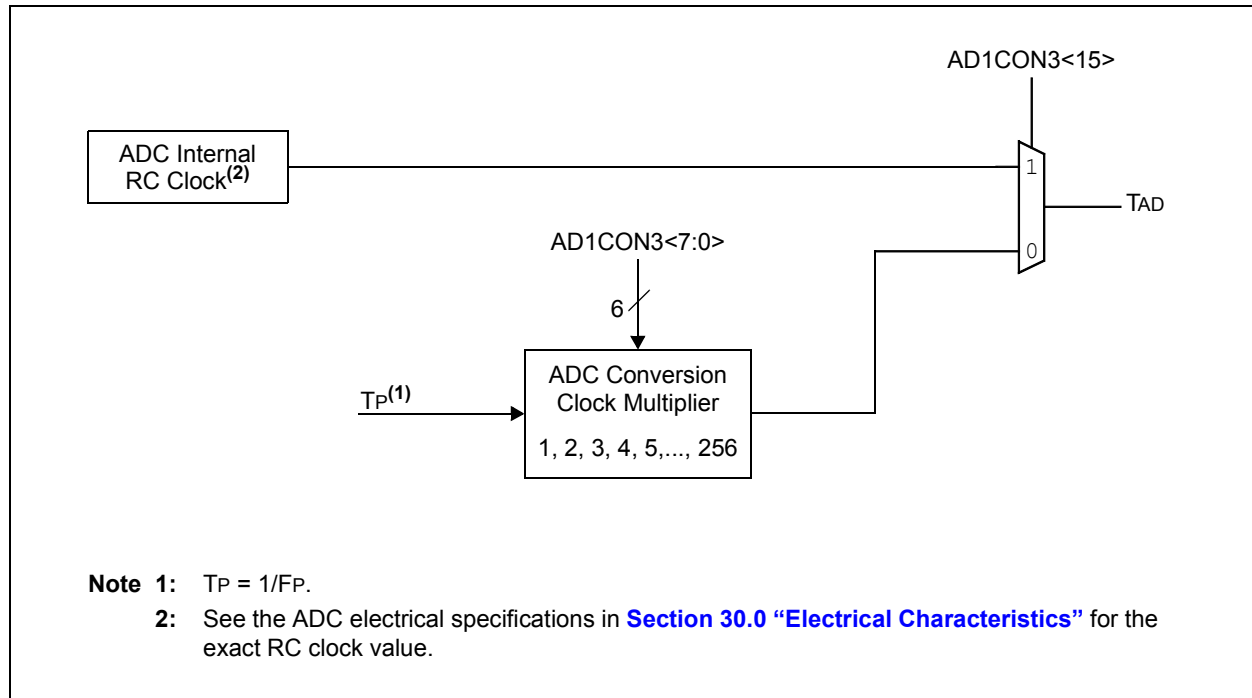 AD1CON3<15>
ADC Internal
RC Clock(2)
1
TAD
AD1CON3<7:0>
0
6
ADC Conversion
Clock Multiplier
TP(1)
1, 2, 3, 4, 5,..., 256
Note 1: TP = 1/FP.
2: See the ADC electrical specifications in Section 30.0 “Electrical Characteristics” for the
exact RC clock value.